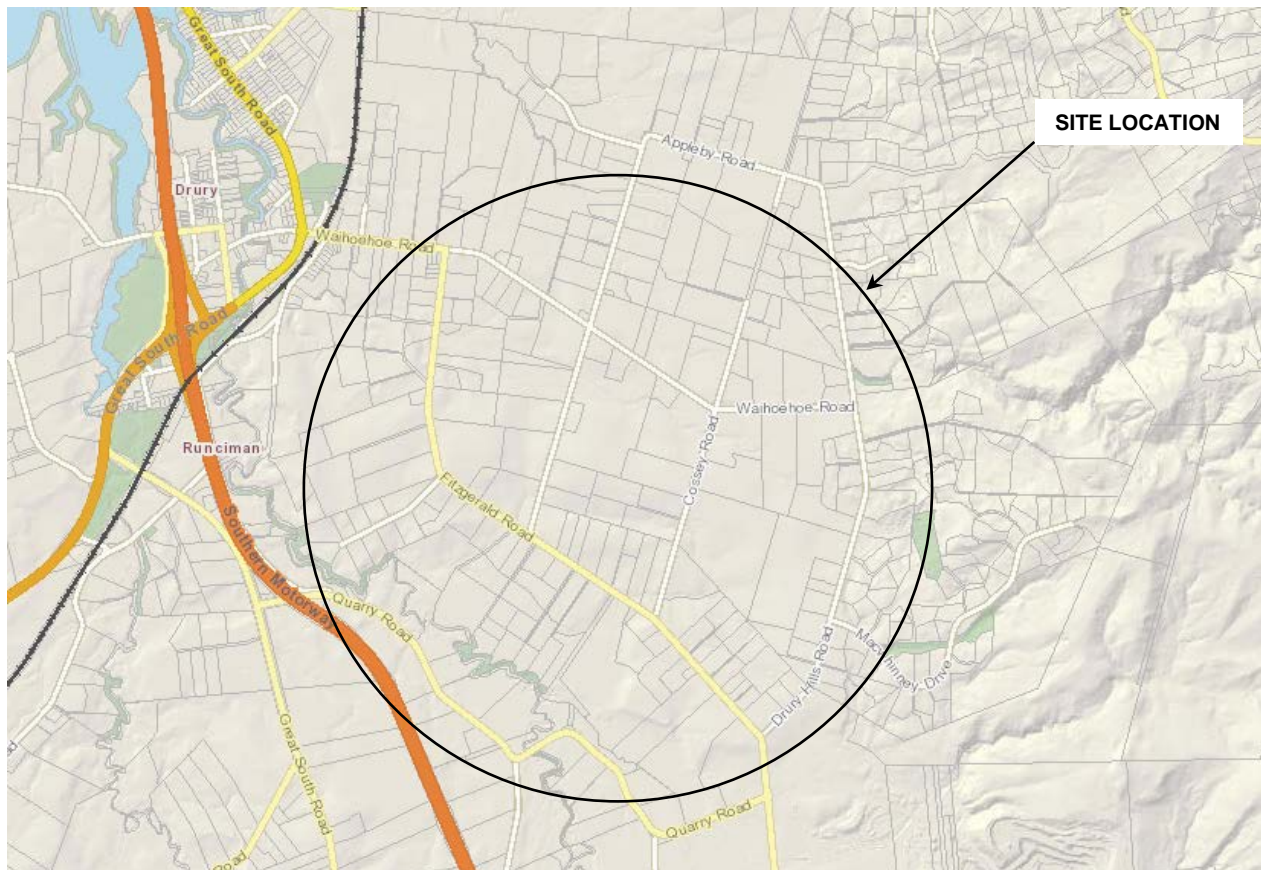 Great South Road
SITE LOCATION
Appleby Road
Drury
Waihoehoe Road
Great South Road
Waihoehoe Road
Runciman
Cossey Road
Fitzgerald Road
Southern Motorway
Quarry Road
Drury Hills Road
Macwhinney Drive
Great South Road
Quarry Road
Road